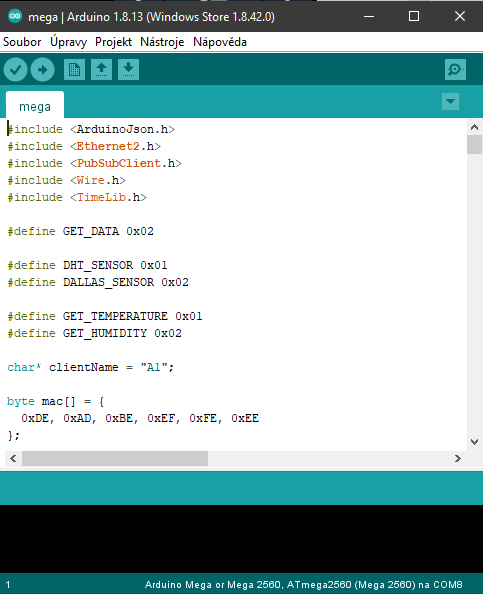 mega | Arduino 1.8.13 (Windows Store 1.8.42.0)
Soubor Úpravy Projekt Nástroje Nápověda
mega
#include <ArduinoJson.h>
#include <Ethernet2.h>
#include <PubSubClient.h>
#include <Wire.h>
#include <TimeLib.h>
#define GET_DATA 0x02
#define DHT_SENSOR 0x01
#define DALLAS_SENSOR 0x02
#define GET_TEMPERATURE 0x01
#define GET_HUMIDITY 0x02
char* clientName = "A1";
byte mac[] = {
0xDE, 0xAD, 0xBE, 0xEF, 0xFE, 0xEE
};
1 Arduino Mega or Mega 2560, ATmega2560 (Mega 2560) na COM8